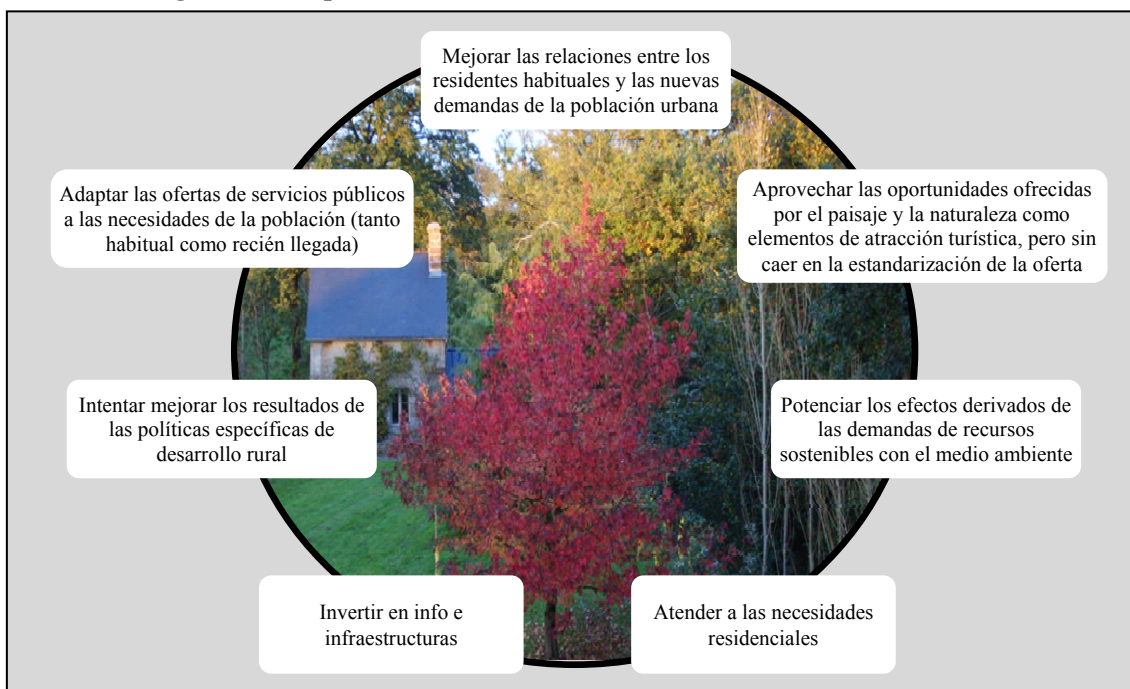 Mejorar las relaciones entre los
residentes habituales y las nuevas
demandas de la población urbana
Adaptar las ofertas de servicios públicos
a las necesidades de la población (tanto
habitual como recién llegada)
Aprovechar las oportunidades ofrecidas
por el paisaje y la naturaleza como
elementos de atracción turística, pero sin
caer en la estandarización de la oferta
Intentar mejorar los resultados de
las políticas específicas de
desarrollo rural
Potenciar los efectos derivados de
las demandas de recursos
sostenibles con el medio ambiente
Invertir en info e
infraestructuras
Atender a las necesidades
residenciales